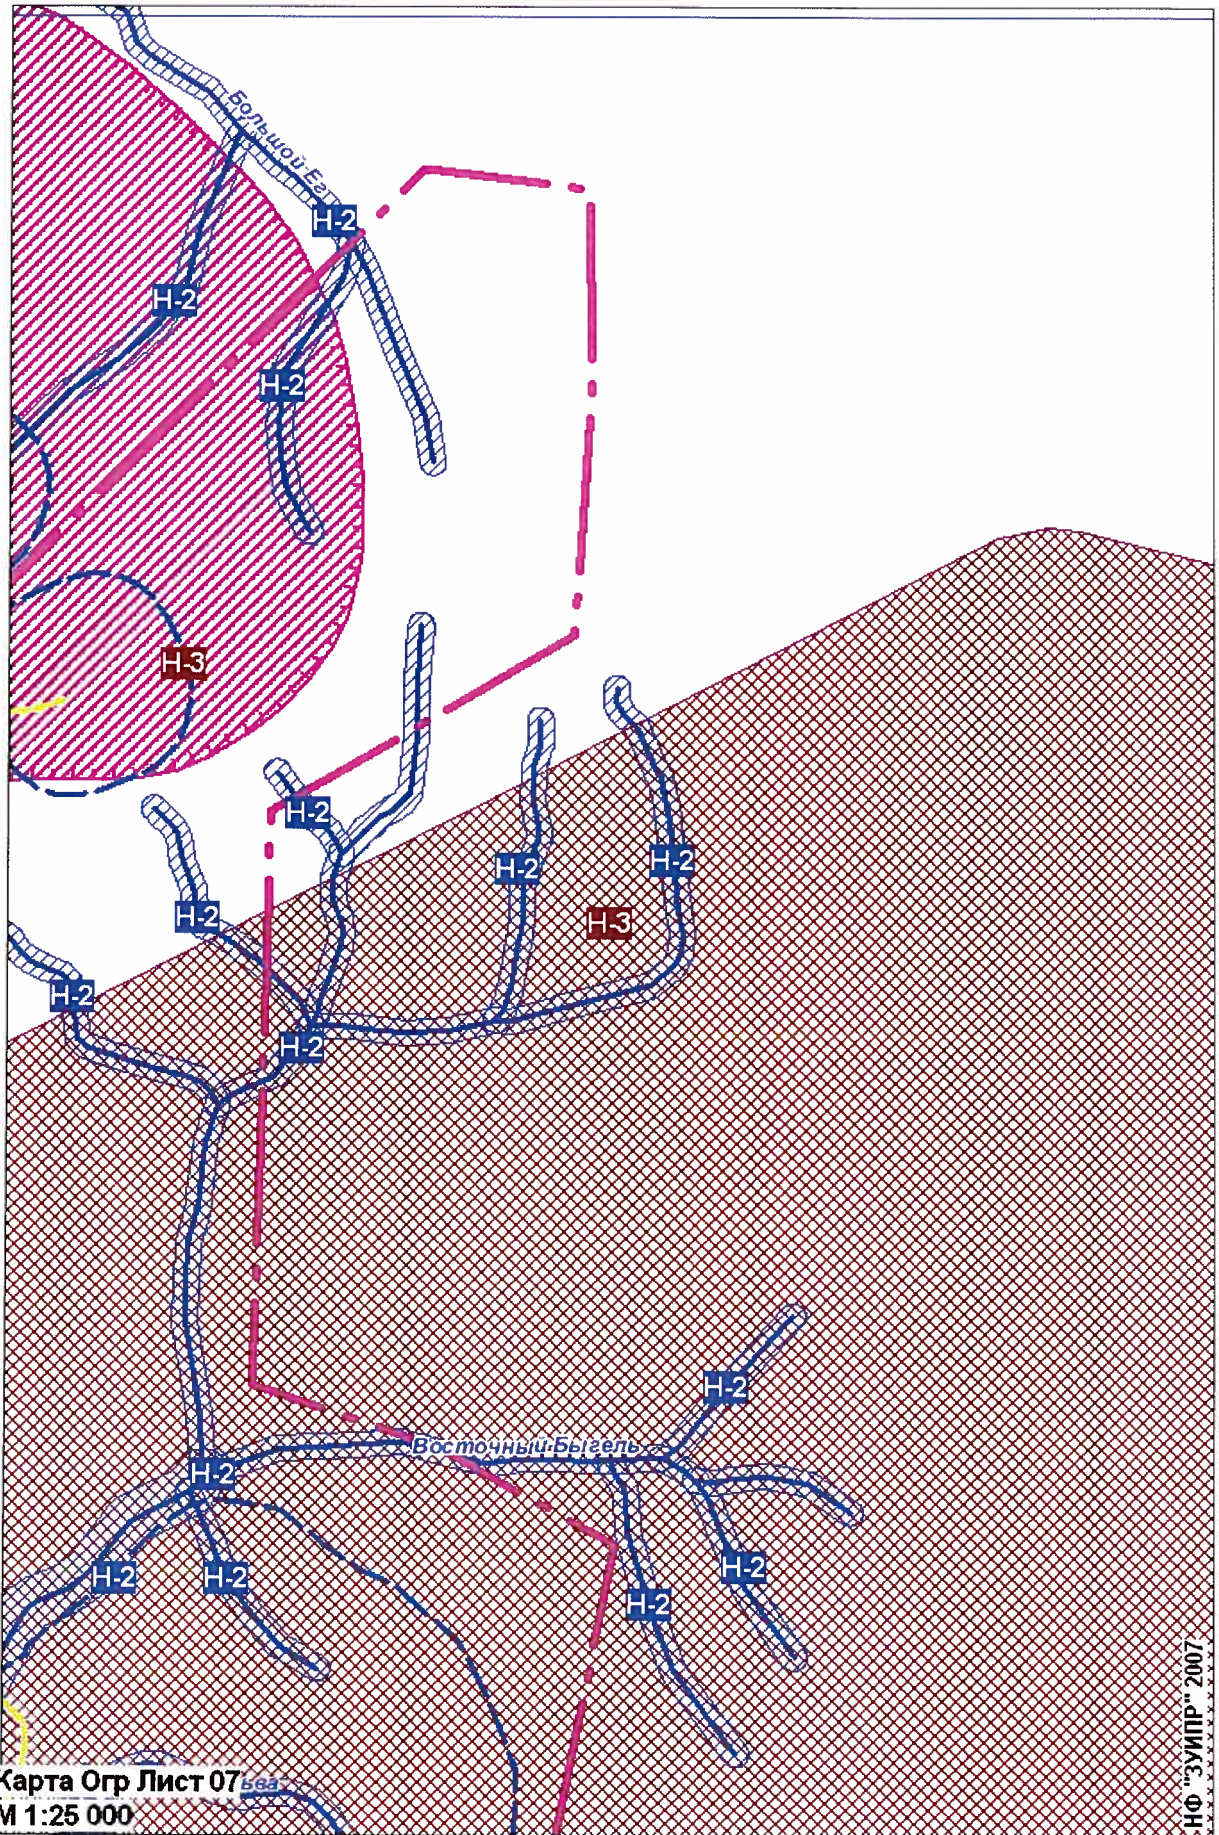 Большой Ег
Н-2
Н-2
Н-2
Н-3
Н-2
Н-2
Н-2
Н-2
Н-3
Н-2
Н-2
Н-2
Восточный Быгель
Н-2
Н-2
Н-2
Н-2
Н-2
ьва
Карта Огр Лист 07
М 1:25 000
НФ "ЗУИПР" 2007